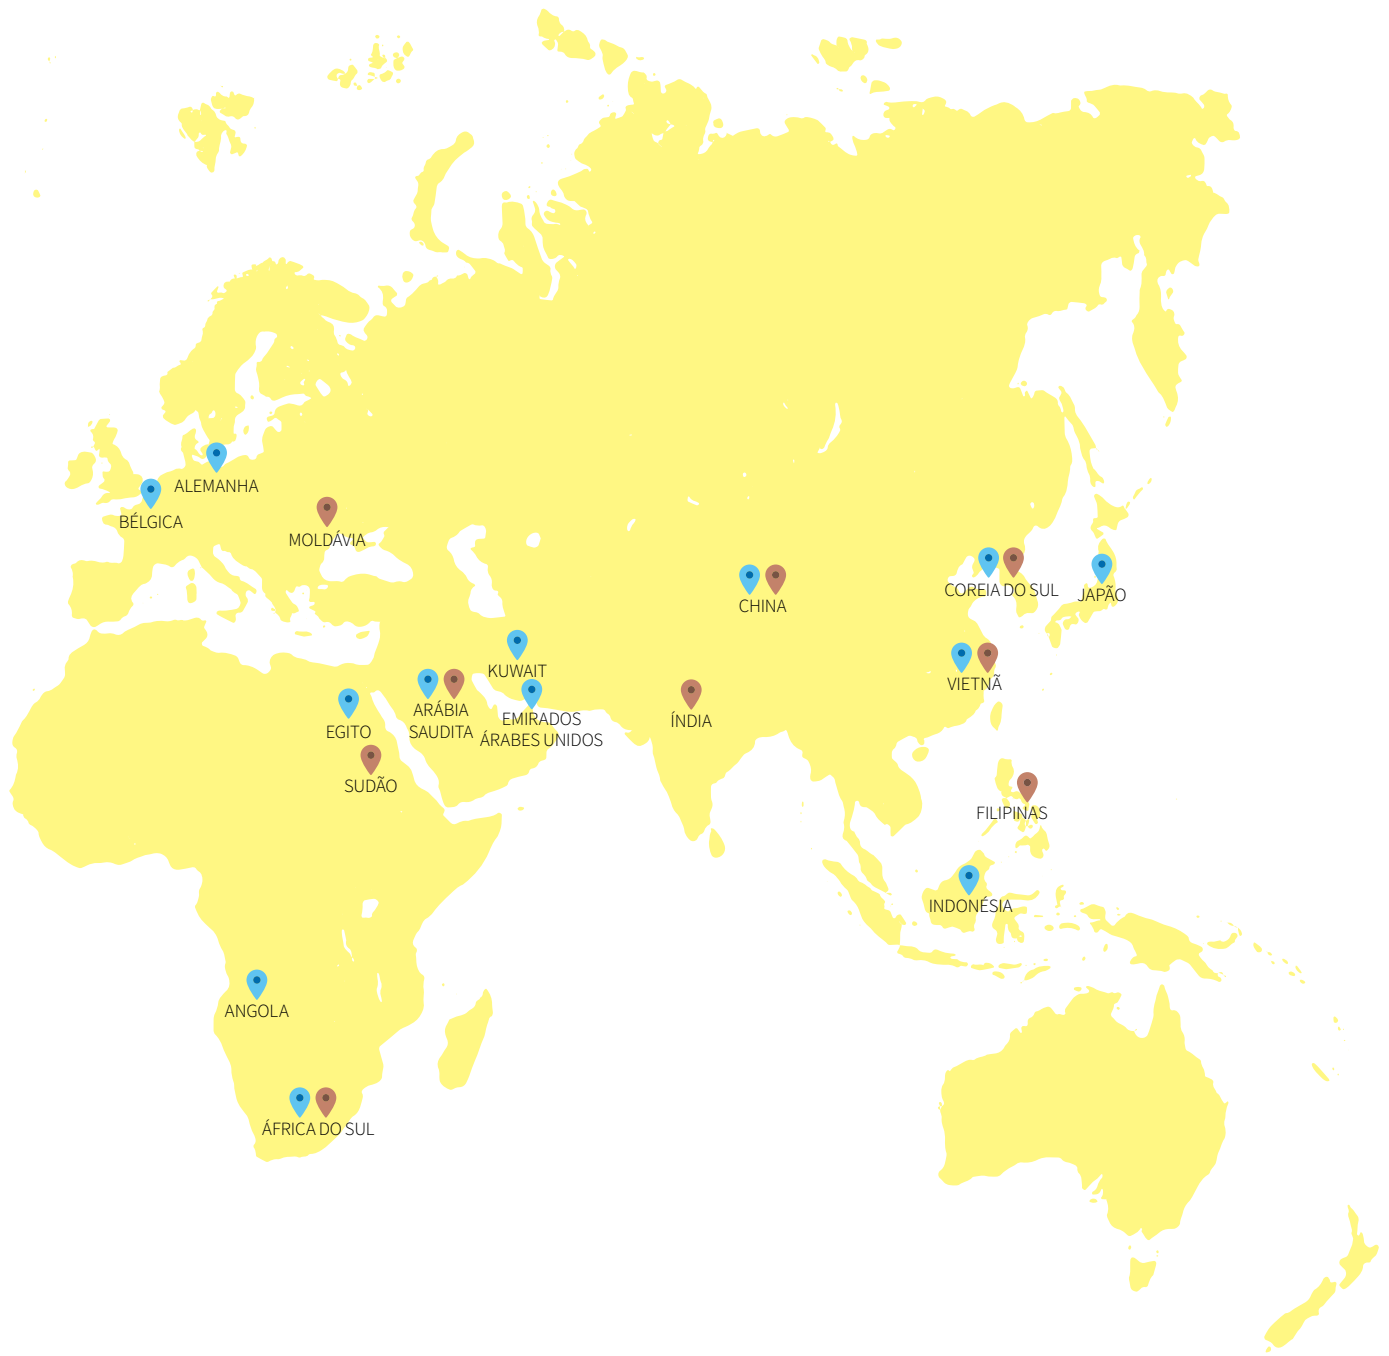 ALEMANHA
BÉLGICA
MOLDÁVIA
COREIA DO SUL
JAPÃO
CHINA
KUWAIT
VIETNÃ
ARÁBIA
SAUDITA
EMIRADOS
ÁRABES UNIDOS
ÍNDIA
EGITO
SUDÃO
FILIPINAS
INDONÉSIA
ANGOLA
ÁFRICA DO SUL